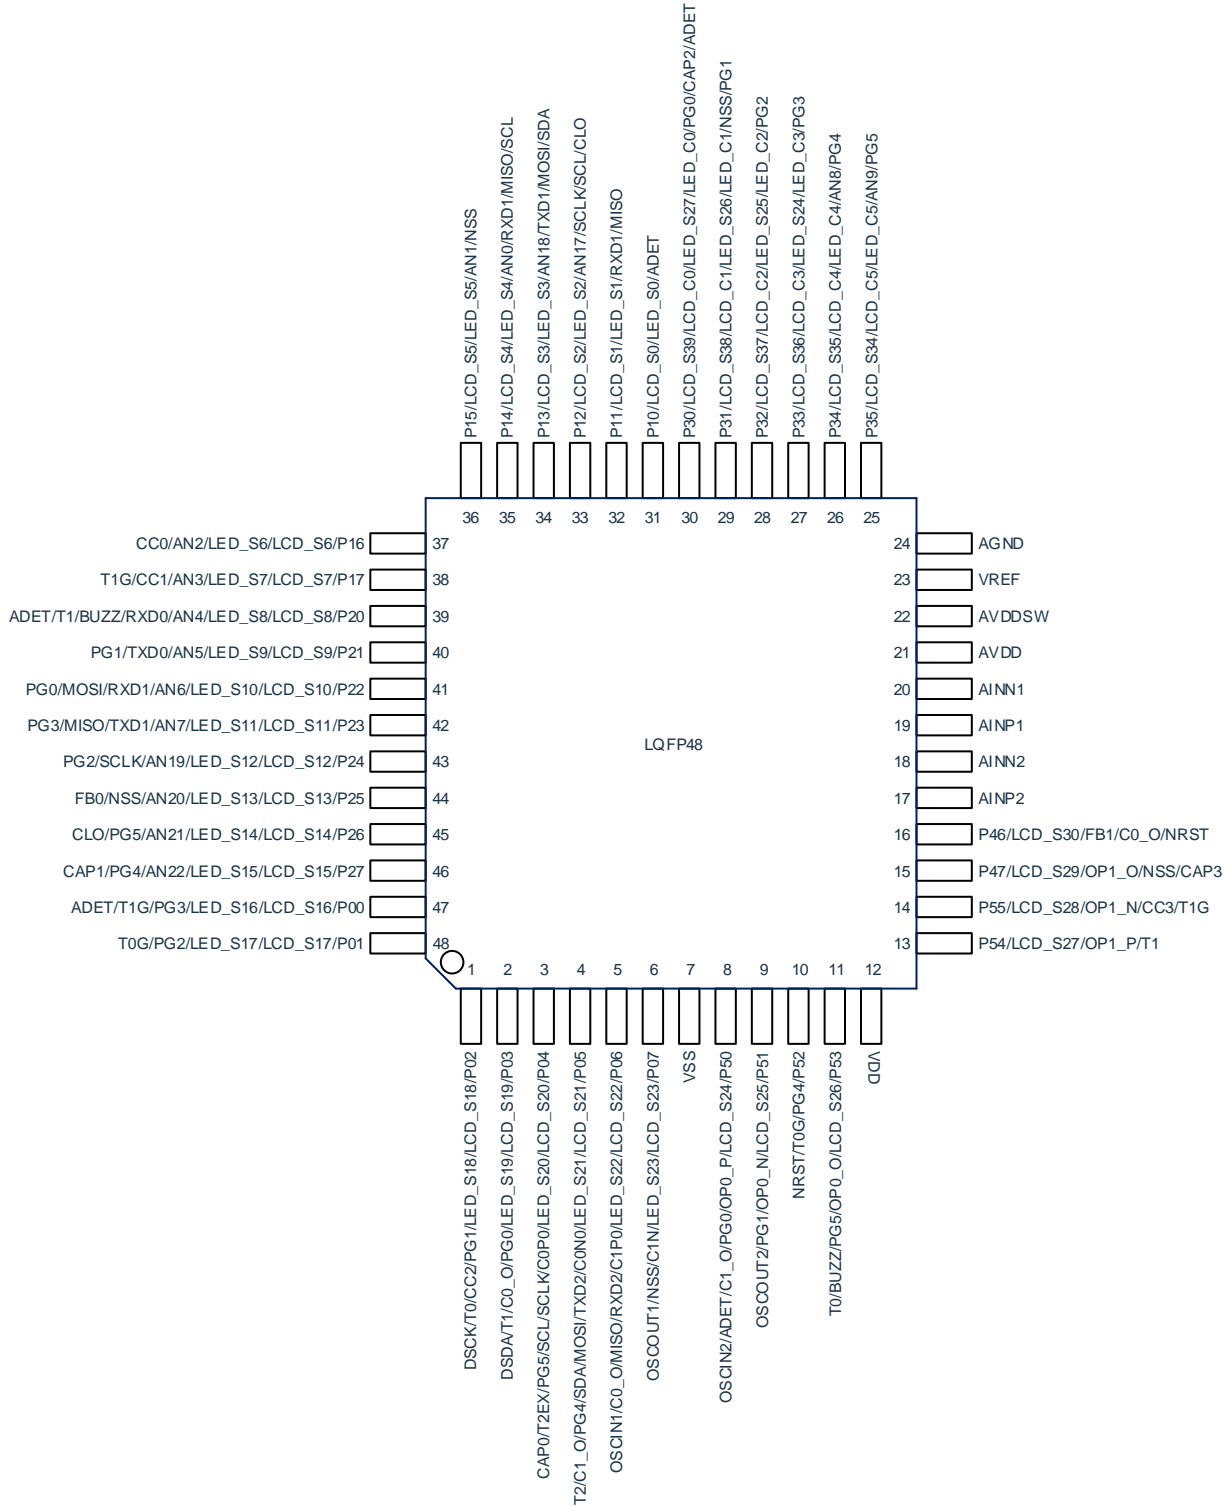 P15/LCD_S5/LED_S5/AN1/NSS
P14/LCD_S4/LED_S4/AN0/RXD1/MISO/SCL
P13/LCD_S3/LED_S3/AN18/TXD1/MOSI/SDA
P12/LCD_S2/LED_S2/AN17/SCLK/SCL/CLO
P11/LCD_S1/LED_S1/RXD1/MISO
P10/LCD_S0/LED_S0/ADET
P30/LCD_S39/LCD_C0/LED_S27/LED_C0/PG0/CAP2/ADET
P31/LCD_S38/LCD_C1/LED_S26/LED_C1/NSS/PG1
P32/LCD_S37/LCD_C2/LED_S25/LED_C2/PG2
P33/LCD_S36/LCD_C3/LED_S24/LED_C3/PG3
P34/LCD_S35/LCD_C4/LED_C4/AN8/PG4
P35/LCD_S34/LCD_C5/LED_C5/AN9/PG5
36 35 34 33 32 31 30 29 28 27 26 25
CC0/AN2/LED_S6/LCD_S6/P16 37
T1G/CC1/AN3/LED_S7/LCD_S7/P17 38
ADET/T1/BUZZ/RXD0/AN4/LED_S8/LCD_S8/P20 39
PG1/TXD0/AN5/LED_S9/LCD_S9/P21 40
PG0/MOSI/RXD1/AN6/LED_S10/LCD_S10/P22 41
PG3/MISO/TXD1/AN7/LED_S11/LCD_S11/P23 42
PG2/SCLK/AN19/LED_S12/LCD_S12/P24 43
FB0/NSS/AN20/LED_S13/LCD_S13/P25 44
CLO/PG5/AN21/LED_S14/LCD_S14/P26 45
CAP1/PG4/AN22/LED_S15/LCD_S15/P27 46
ADET/T1G/PG3/LED_S16/LCD_S16/P00 47
T0G/PG2/LED_S17/LCD_S17/P01 48
LQFP48
24 AGND
23 VREF
22 AVDDSW
21 AVDD
20 AINN1
19 AINP1
18 AINN2
17 AINP2
16 P46/LCD_S30/FB1/C0_O/NRST
15 P47/LCD_S29/OP1_O/NSS/CAP3
14 P55/LCD_S28/OP1_N/CC3/T1G
13 P54/LCD_S27/OP1_P/T1
1 2 3 4 5 6 7 8 9 10 11 12
DSCK/T0/CC2/PG1/LED_S18/LCD_S18/P02
DSDA/T1/C0_O/PG0/LED_S19/LCD_S19/P03
CAP0/T2EX/PG5/SCL/SCLK/C0P0/LED_S20/LCD_S20/P04
T2/C1_O/PG4/SDA/MOSI/TXD2/C0N0/LED_S21/LCD_S21/P05
OSCIN1/C0_O/MISO/RXD2/C1P0/LED_S22/LCD_S22/P06
OSCOUT1/NSS/C1N/LED_S23/LCD_S23/P07
VSS
OSCIN2/ADET/C1_O/PG0/OP0_P/LCD_S24/P50
OSCOUT2/PG1/OP0_N/LCD_S25/P51
NRST/T0G/PG4/P52
T0/BUZZ/PG5/OP0_O/LCD_S26/P53
VDD